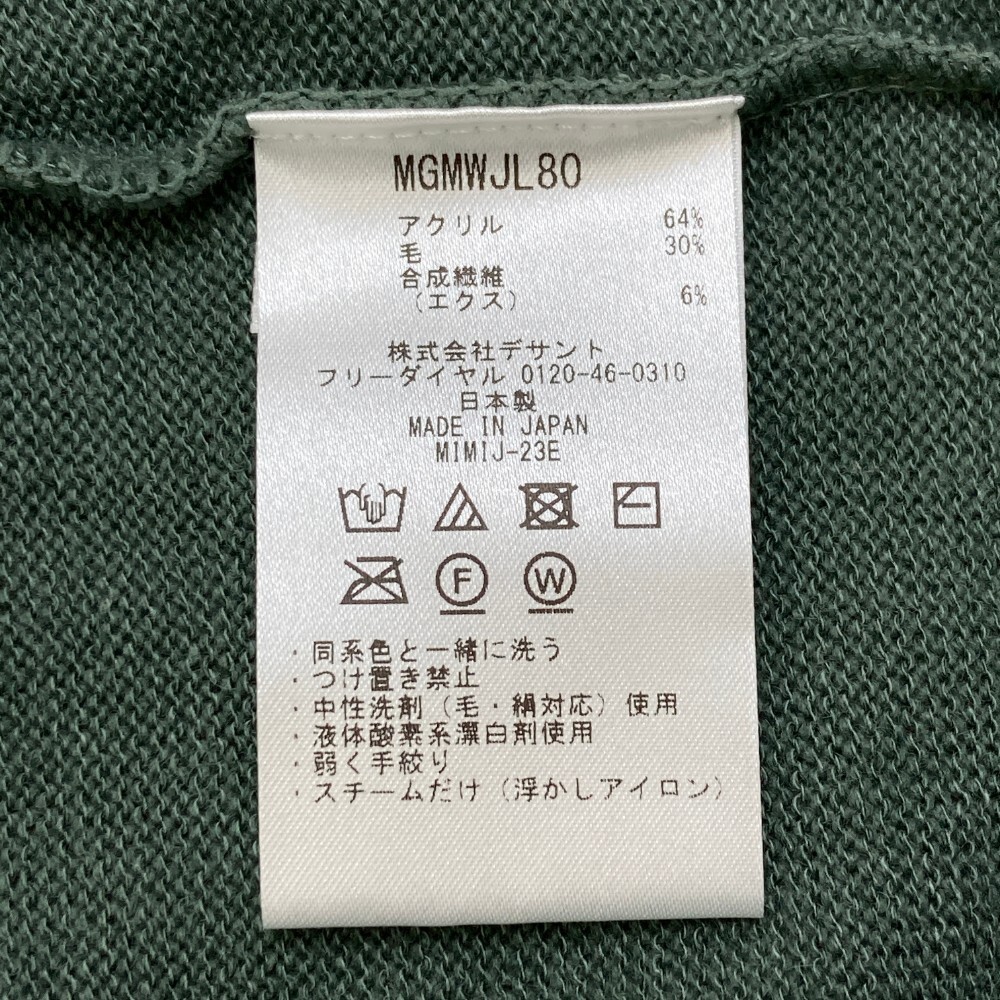 MGMWJL80
アクリル 64%
毛 30%
合成繊維
（エクス） 6%
株式会社デサント
フリーダイヤル 0120-46-0310
日本製
MADE IN JAPAN
MIMIJ-23E
F W
・同系色と一緒に洗う
・つけ置き禁止
・中性洗剤（毛・絹対応）使用
・液体酸素系漂白剤使用
・弱く手絞り
・スチームだけ（浮かしアイロン）